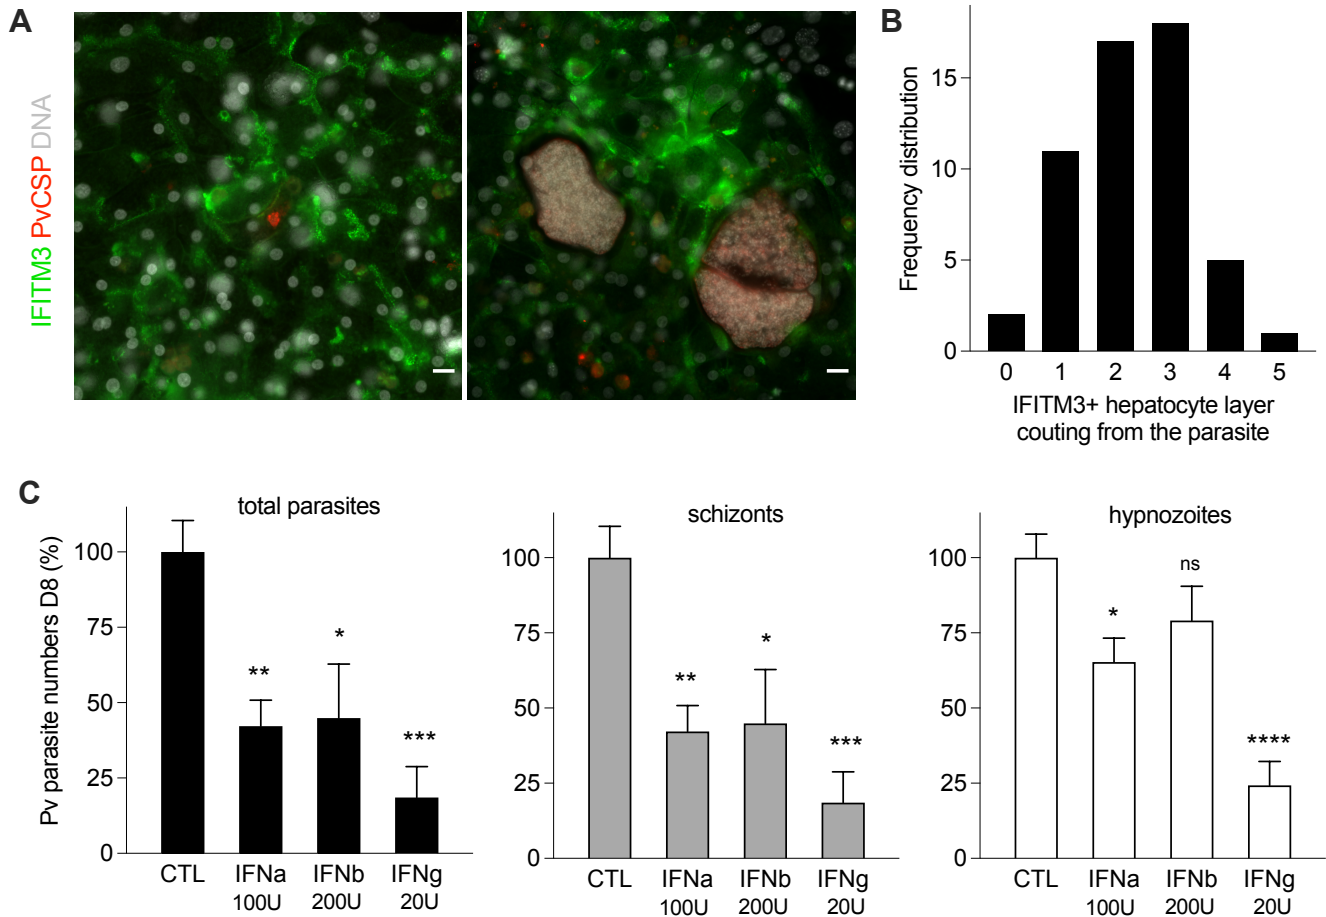 A
IFITM3 PvCSP DNA
B
Frequency distribution
15
10
5
0
0 1 2 3 4 5
IFITM3+ hepatocyte layer
couting from the parasite
C
Pv parasite numbers D8 (%)
total parasites
100
75
50
25
0
** * ***
CTL IFNa IFNb IFNg
100U 200U 20U
schizonts
100
75
50
25
0
** * ***
CTL IFNa IFNb IFNg
100U 200U 20U
hypnozoites
100
75
50
25
0
* ns ****
CTL IFNa IFNb IFNg
100U 200U 20U